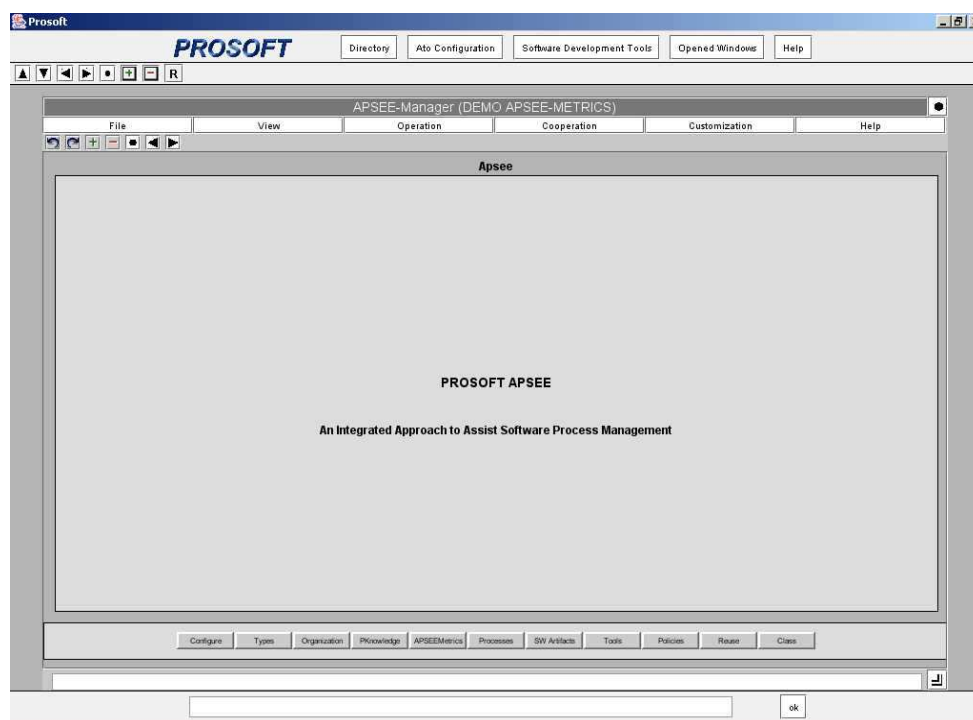 Prosoft
PROSOFT Directory Ato Configuration Software Development Tools Opened Windows Help
R
APSEE-Manager (DEMO APSEE-METRICS)
File View Operation Cooperation Customization Help
Apsee
PROSOFT APSEE
An Integrated Approach to Assist Software Process Management
Configure Types Organization PKnowledge APSEEMetrics Processes SW Artifacts Tools Policies Reuse Class
ok